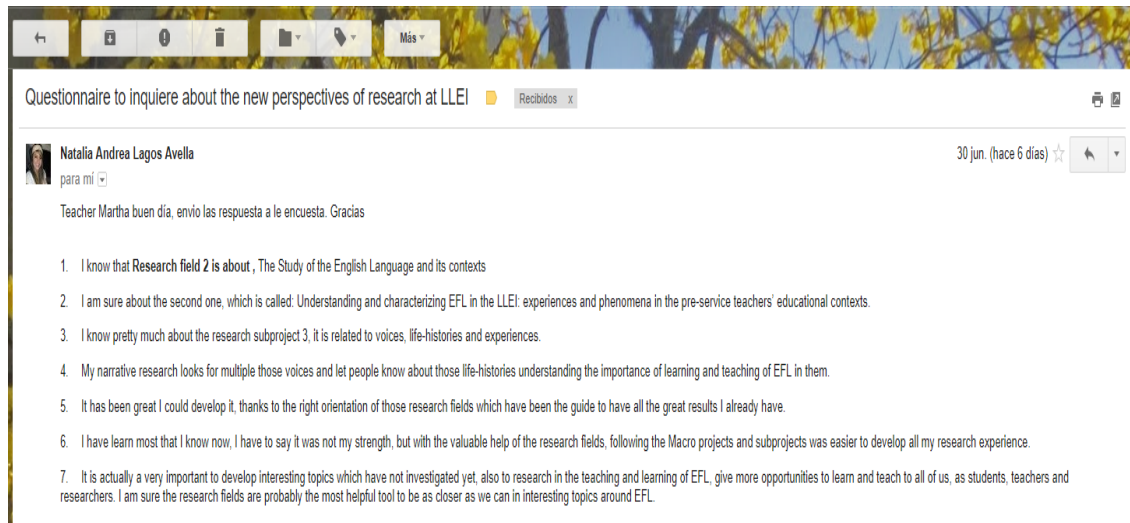 Más
Questionnaire to inquiere about the new perspectives of research at LLEI Recibidos x
Natalia Andrea Lagos Avella 30 jun. (hace 6 días)
para mí
Teacher Martha buen día, envio las respuesta a le encuesta. Gracias
1. I know that Research field 2 is about , The Study of the English Language and its contexts
2. I am sure about the second one, which is called: Understanding and characterizing EFL in the LLEI: experiences and phenomena in the pre-service teachers' educational contexts.
3. I know pretty much about the research subproject 3, it is related to voices, life-histories and experiences.
4. My narrative research looks for multiple those voices and let people know about those life-histories understanding the importance of learning and teaching of EFL in them.
5. It has been great I could develop it, thanks to the right orientation of those research fields which have been the guide to have all the great results I already have.
6. I have learn most that I know now, I have to say it was not my strength, but with the valuable help of the research fields, following the Macro projects and subprojects was easier to develop all my research experience.
7. It is actually a very important to develop interesting topics which have not investigated yet, also to research in the teaching and learning of EFL, give more opportunities to learn and teach to all of us, as students, teachers and
researchers. I am sure the research fields are probably the most helpful tool to be as closer as we can in interesting topics around EFL.